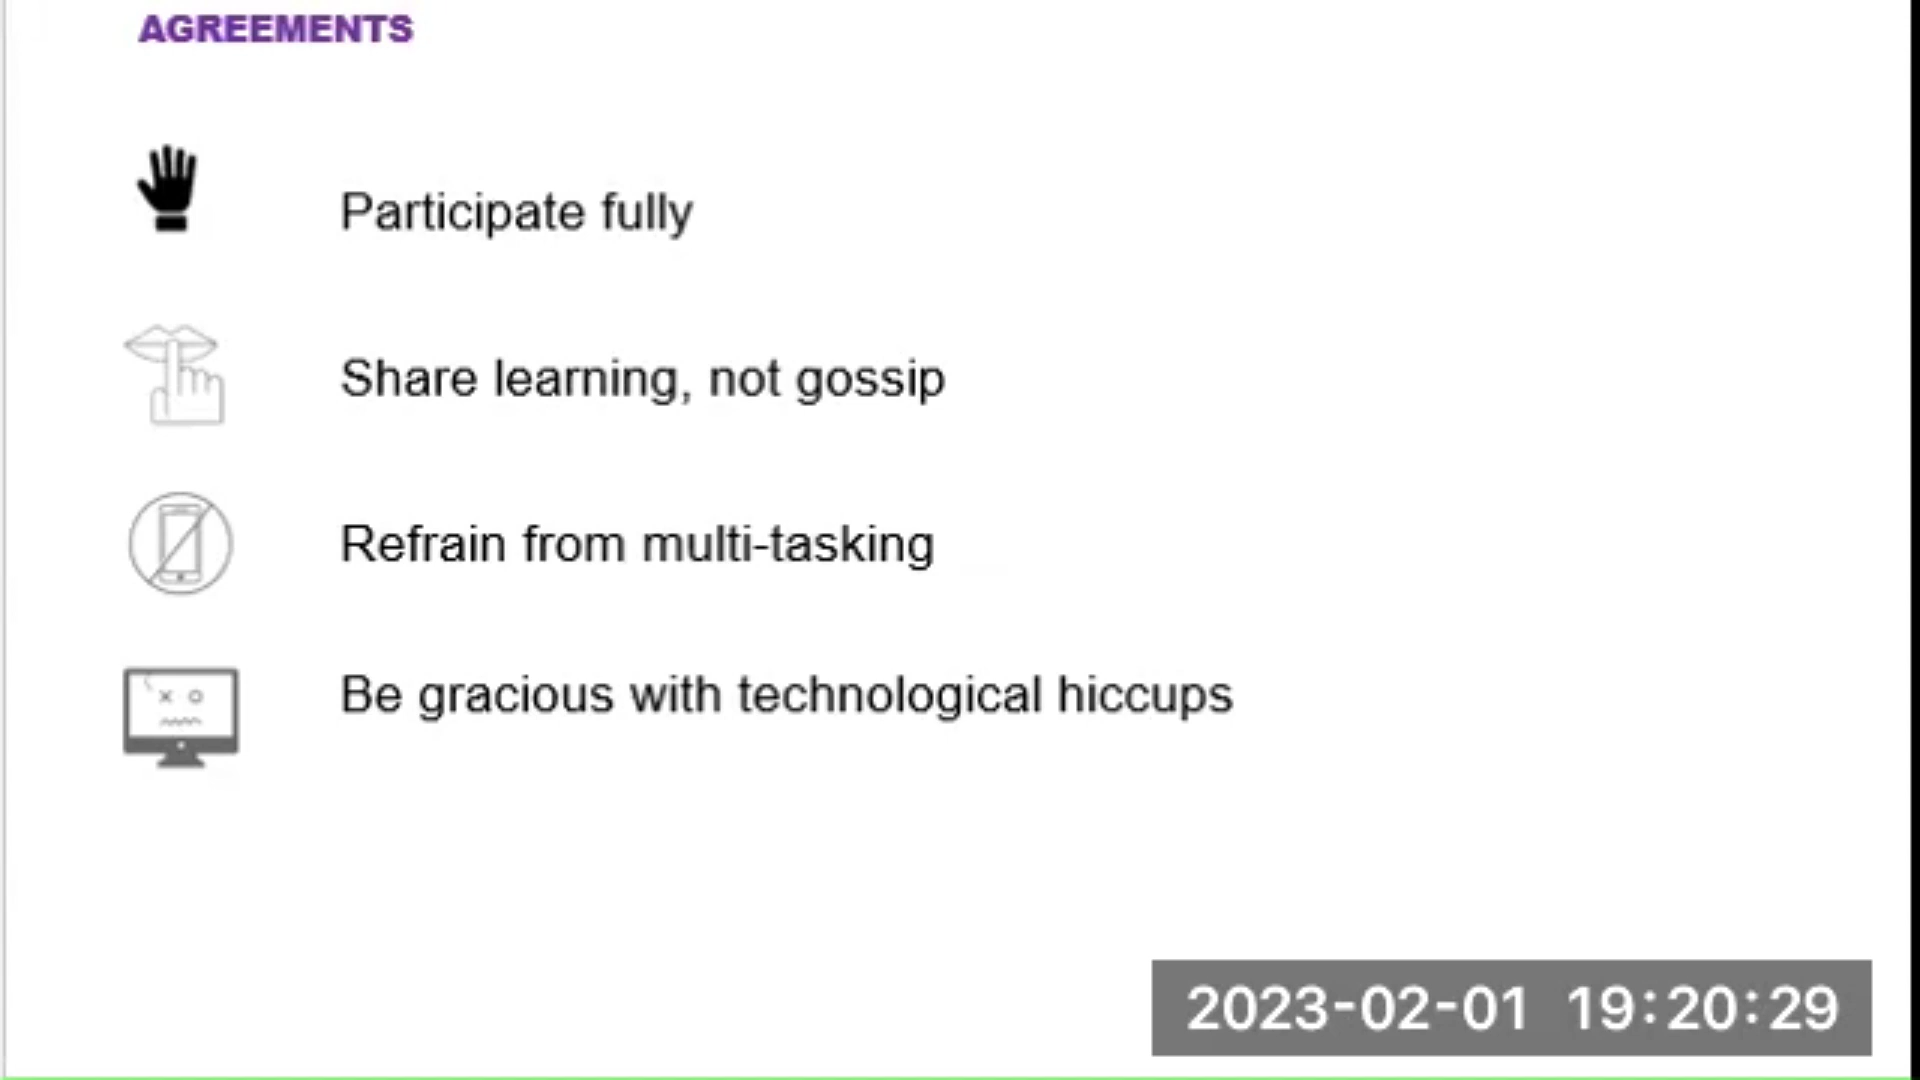 AGREEMENTS
Participate fully
Share learning, not gossip
Refrain from multi-tasking
Be gracious with technological hiccups
2023-02-01 19:20:29